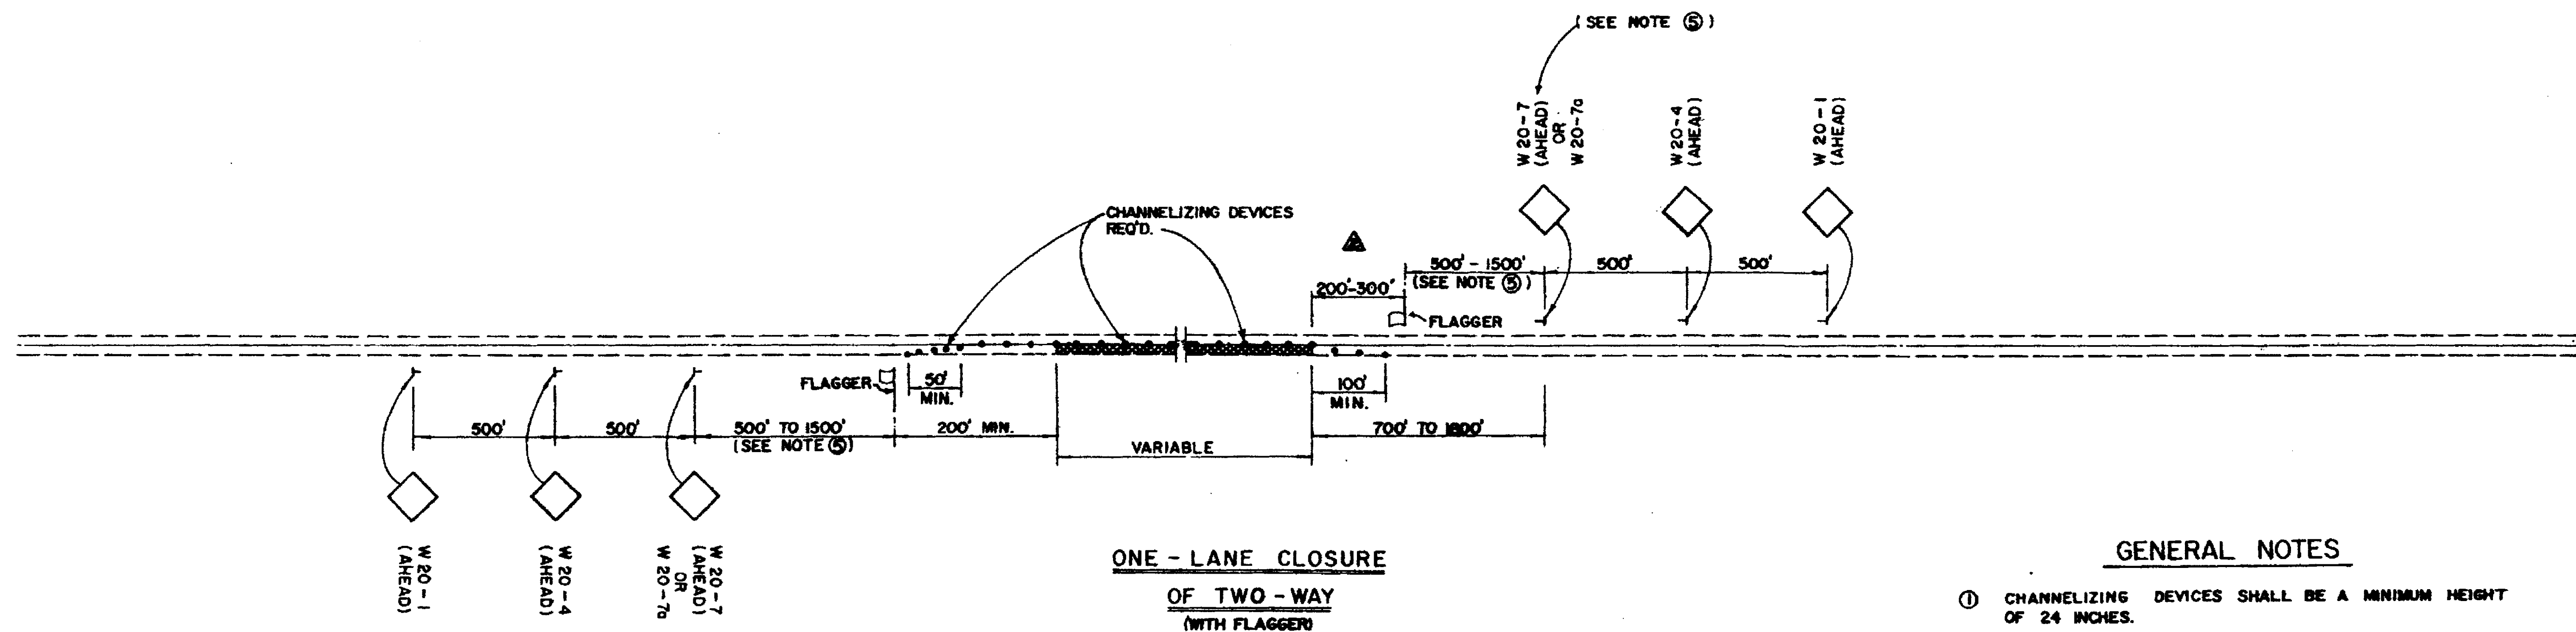 (SEE NOTE ⑤)
W 20-7
(AHEAD)
OR
W 20-7a
W 20-4
(AHEAD)
W 20-1
(AHEAD)
CHANNELIZING DEVICES
REQ'D.
500' - 1500'
(SEE NOTE ⑤)
500'
500'
200'-300'
FLAGGER
FLAGGER
50'
MIN.
100'
MIN.
500'
500'
500' TO 1500'
(SEE NOTE ⑤)
200' MIN.
VARIABLE
700' TO 1800'
W 20-1
(AHEAD)
W 20-4
(AHEAD)
W 20-7
(AHEAD)
OR
W 20-7a
ONE - LANE CLOSURE
OF TWO - WAY
(WITH FLAGGER)
GENERAL NOTES
① CHANNELIZING DEVICES SHALL BE A MINIMUM HEIGHT
OF 24 INCHES.